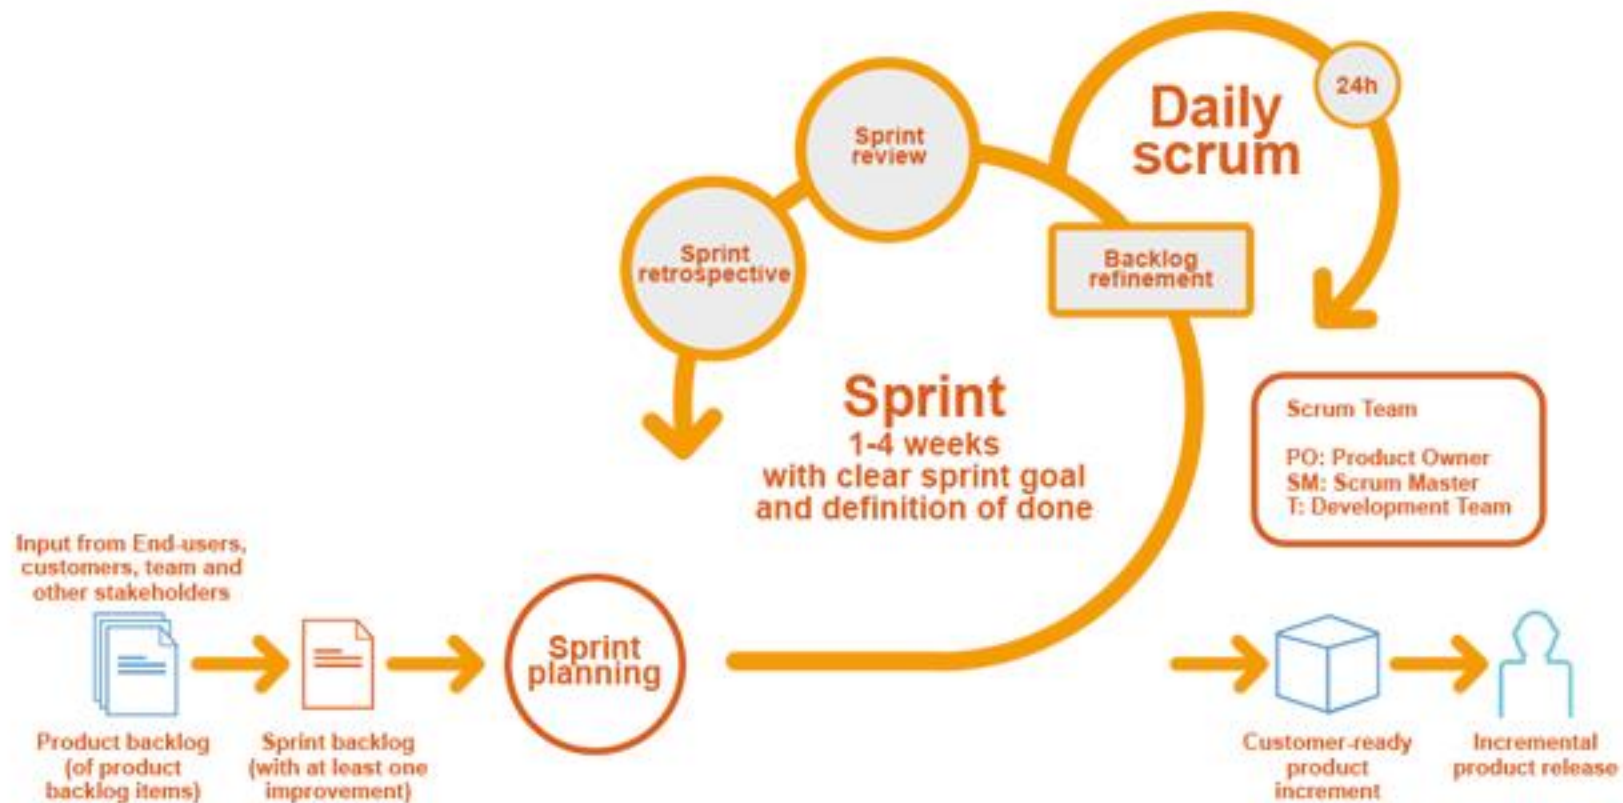 24h
Daily
scrum
Sprint
review
Sprint
retrospective
Backlog
refinement
Sprint
1-4 weeks
with clear sprint goal
and definition of done
Scrum Team
PO: Product Owner
SM: Scrum Master
T: Development Team
Input from End-users,
customers, team and
other stakeholders
Sprint
planning
Product backlog
(of product
backlog items)
Sprint backlog
(with at least one
improvement)
Customer-ready
product
increment
Incremental
product release